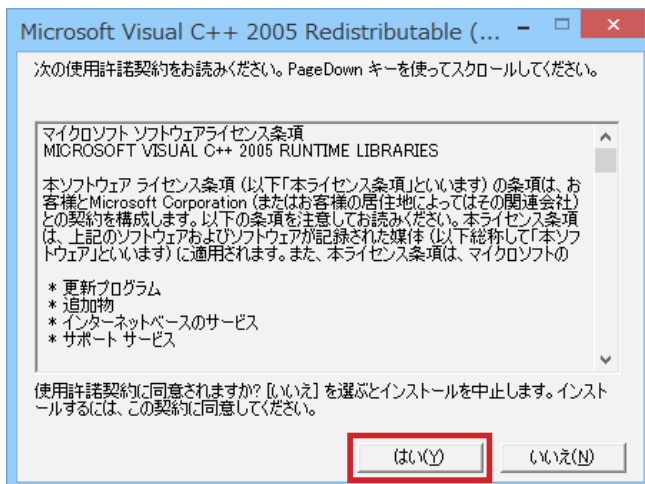 Microsoft Visual C++ 2005 Redistributable (...
次の使用許諾契約をお読みください。PageDown キーを使ってスクロールしてください。
マイクロソフト ソフトウェアライセンス条項
MICROSOFT VISUAL C++ 2005 RUNTIME LIBRARIES
本ソフトウェア ライセンス条項 (以下「本ライセンス条項」といいます) の条項は、お
客様とMicrosoft Corporation (またはお客様の居住地によってはその関連会社)
との契約を構成します。以下の条項を注意してお読みください。本ライセンス条項
は、上記のソフトウェアおよびソフトウェアが記録された媒体 (以下総称して「本ソフ
トウェア」といいます) に適用されます。また、本ライセンス条項は、マイクロソフトの
* 更新プログラム
* 追加物
* インターネットベースのサービス
* サポート サービス
使用許諾契約に同意されますか? [いいえ] を選ぶとインストールを中止します。インスト
ールするには、この契約に同意してください。
はい(Y)
いいえ(N)